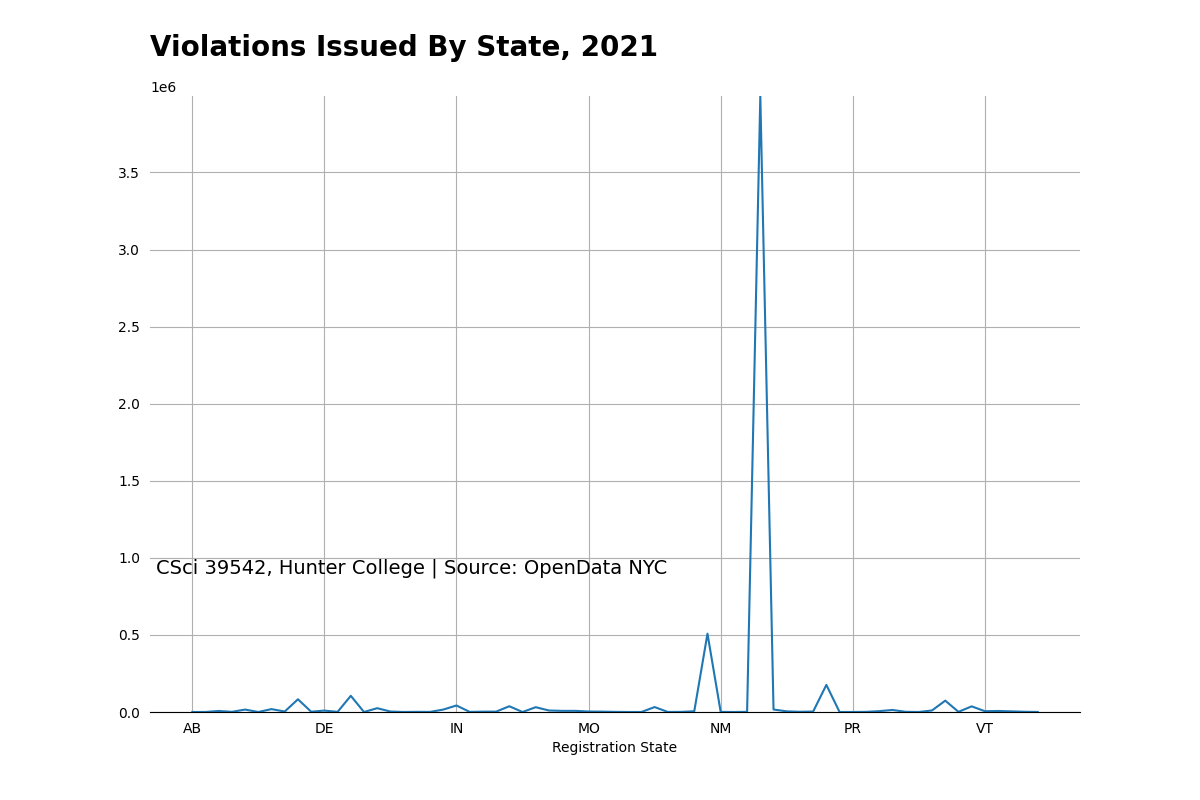 Violations Issued By State, 2021
1e6
3.5
3.0
2.5
2.0
1.5
1.0
CSci 39542, Hunter College | Source: OpenData NYC
0.5
0.0
AB DE IN MO NM PR VT
Registration State